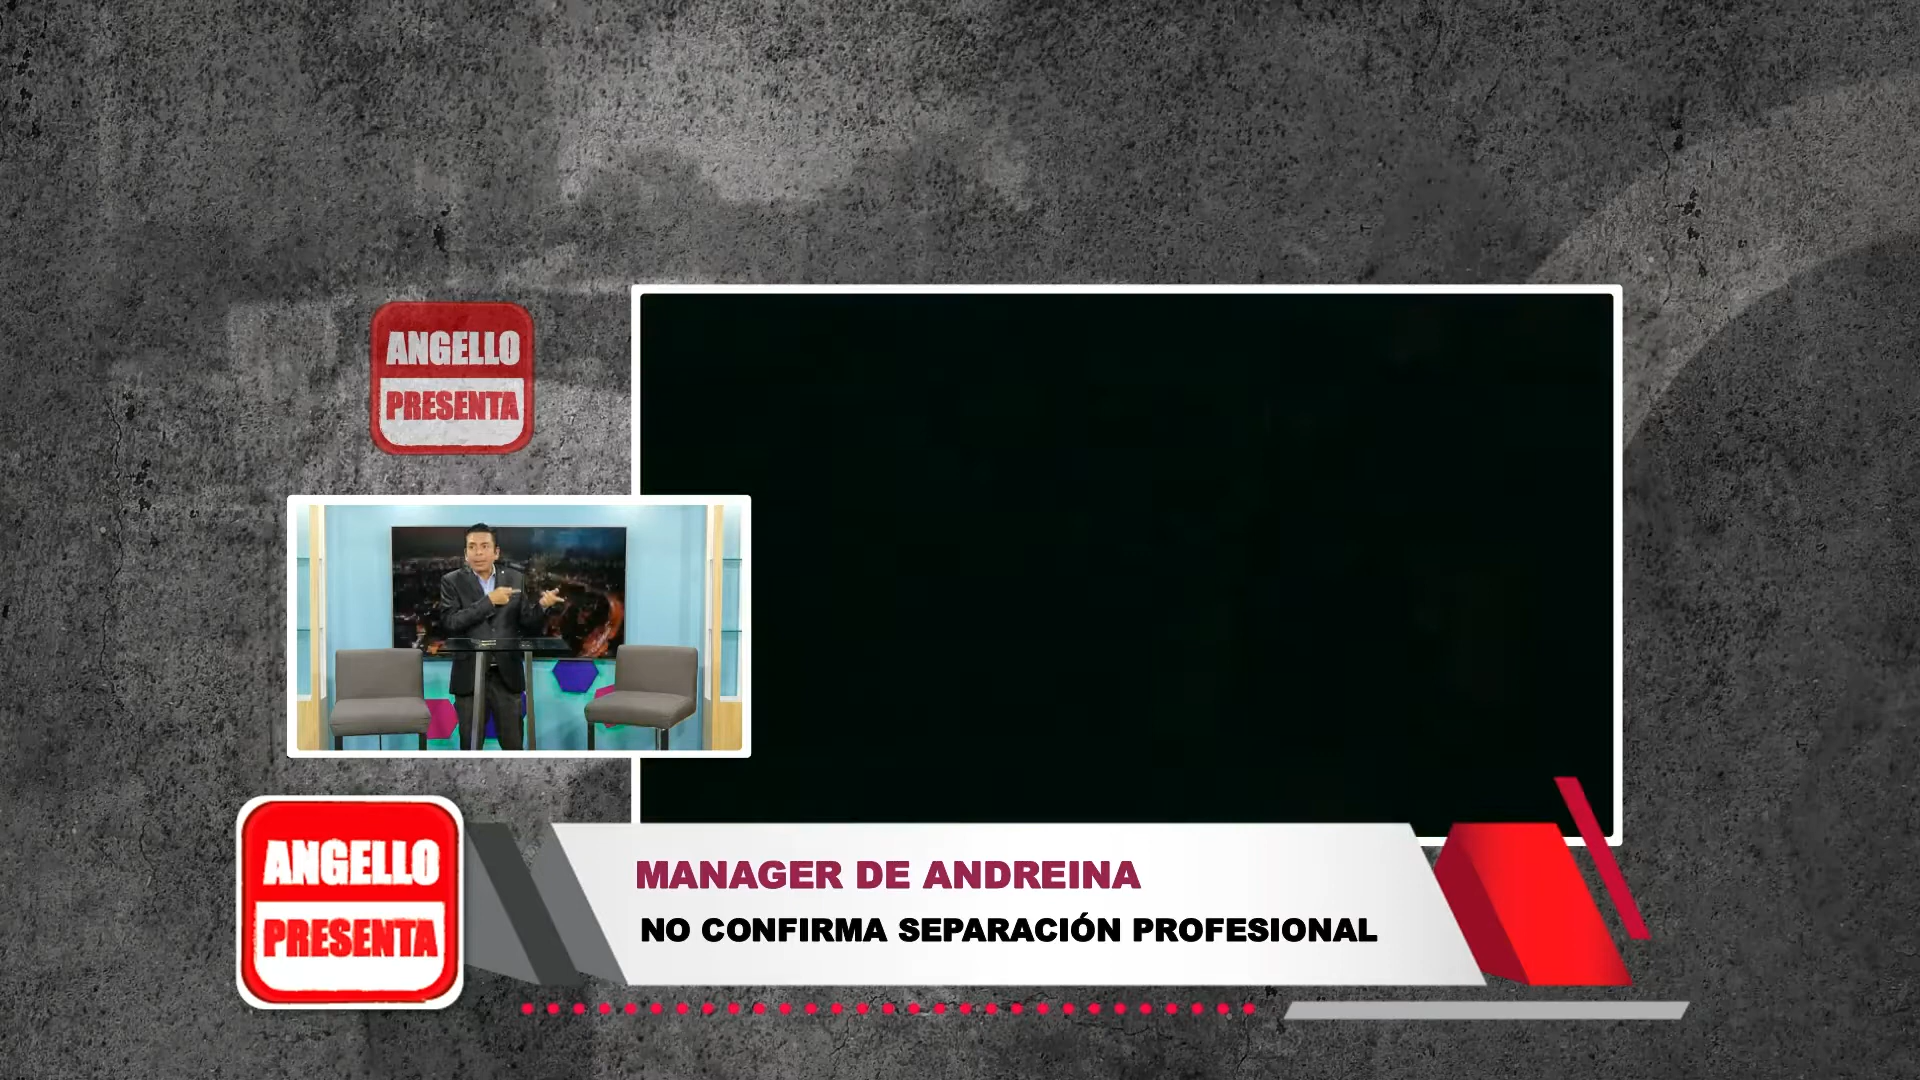 ANGELLO
PRESENTA
ANGELLO
PRESENTA
MANAGER DE ANDREINA
NO CONFIRMA SEPARACIÓN PROFESIONAL